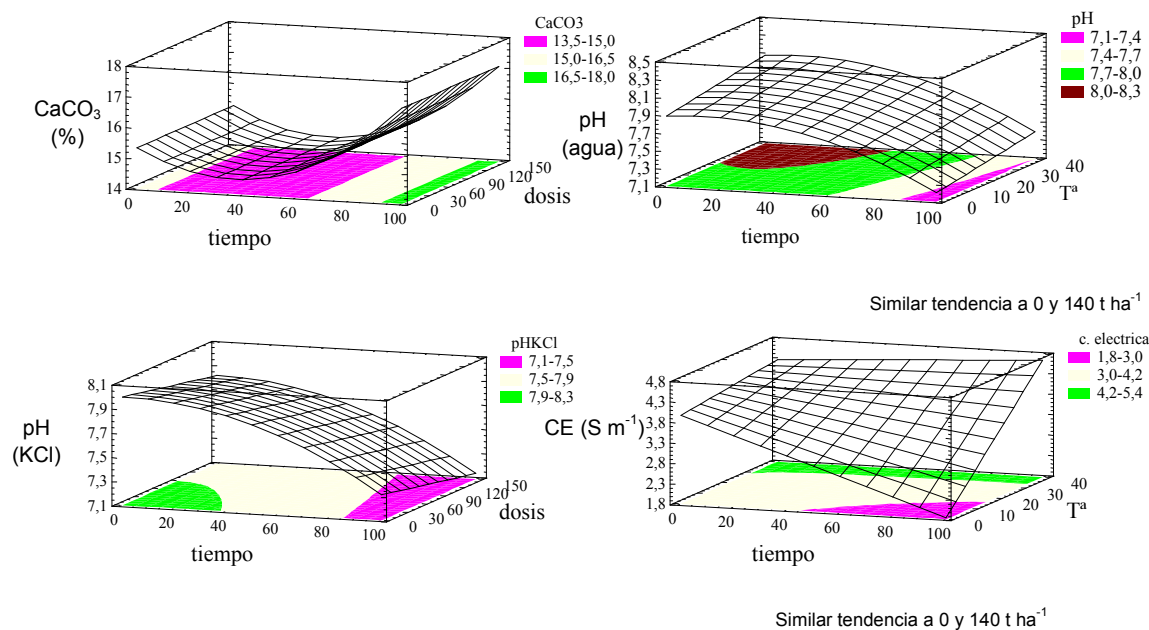 CaCO3
13,5-15,0
15,0-16,5
16,5-18,0
CaCO₃
(%)
18
17
16
15
14
0 20 40 60 80 100
tiempo
0 30 60 90 120 150
dosis
pH
7,1-7,4
7,4-7,7
7,7-8,0
8,0-8,3
pH
(agua)
8,5
8,3
8,1
7,9
7,7
7,5
7,3
7,1
0 20 40 60 80 100
tiempo
0 10 20 30 40
Tª
Similar tendencia a 0 y 140 t ha⁻¹
pHKCl
7,1-7,5
7,5-7,9
7,9-8,3
pH
(KCl)
8,1
7,9
7,7
7,5
7,3
7,1
0 20 40 60 80 100
tiempo
0 30 60 90 120 150
dosis
c. electrica
1,8-3,0
3,0-4,2
4,2-5,4
CE (S m⁻¹)
4,8
4,3
3,8
3,3
2,8
2,3
1,8
0 20 40 60 80 100
tiempo
0 10 20 30 40
Tª
Similar tendencia a 0 y 140 t ha⁻¹